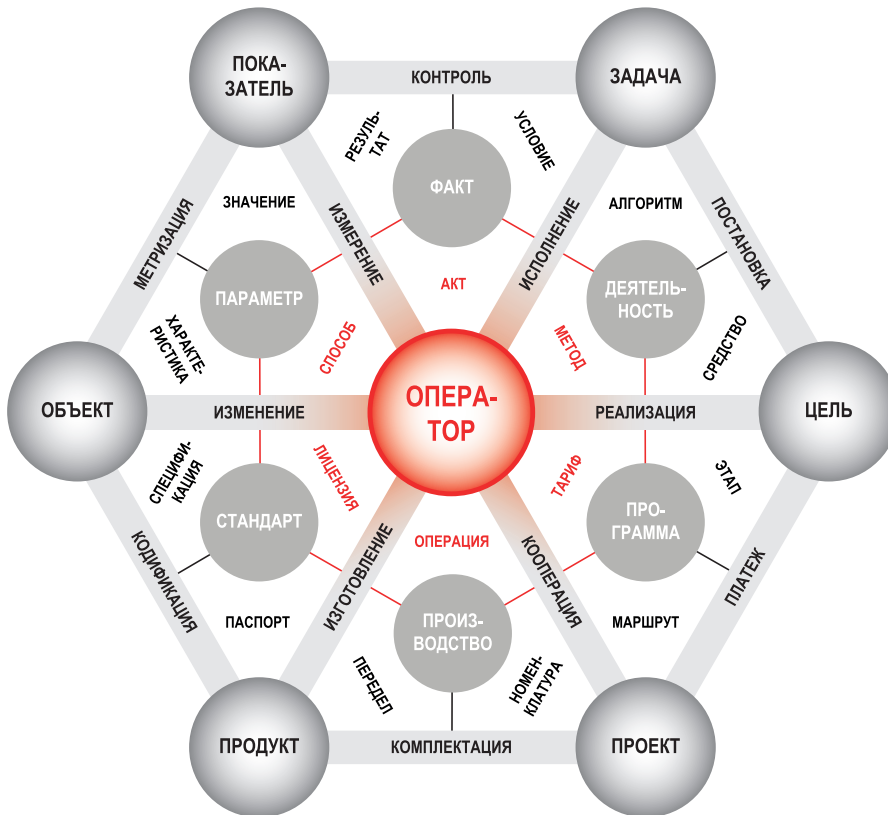 ПОКА-
ЗАТЕЛЬ
КОНТРОЛЬ
ЗАДАЧА
РЕЗУЛЬ-
ТАТ
УСЛОВИЕ
ФАКТ
ЗНАЧЕНИЕ
ИЗМЕРЕНИЕ
ИСПОЛНЕНИЕ
АЛГОРИТМ
МЕТРИЗАЦИЯ
ПОСТАНОВКА
ПАРАМЕТР
АКТ
ДЕЯТЕЛЬ-
НОСТЬ
ХАРАКТЕ-
РИСТИКА
СПОСОБ
МЕТОД
СРЕДСТВО
ОБЪЕКТ
ИЗМЕНЕНИЕ
ОПЕРА-
ТОР
РЕАЛИЗАЦИЯ
ЦЕЛЬ
СПЕЦИФИ-
КАЦИЯ
ЛИЦЕНЗИЯ
ТАРИФ
ЭТАП
СТАНДАРТ
ОПЕРАЦИЯ
ПРО-
ГРАММА
КОДИФИКАЦИЯ
ИЗГОТОВЛЕНИЕ
КООПЕРАЦИЯ
ПЛАТЕЖ
ПАСПОРТ
ПРОИЗ-
ВОДСТВО
МАРШРУТ
ПЕРЕДЕЛ
НОМЕН-
КЛАТУРА
ПРОДУКТ
КОМПЛЕКТАЦИЯ
ПРОЕКТ